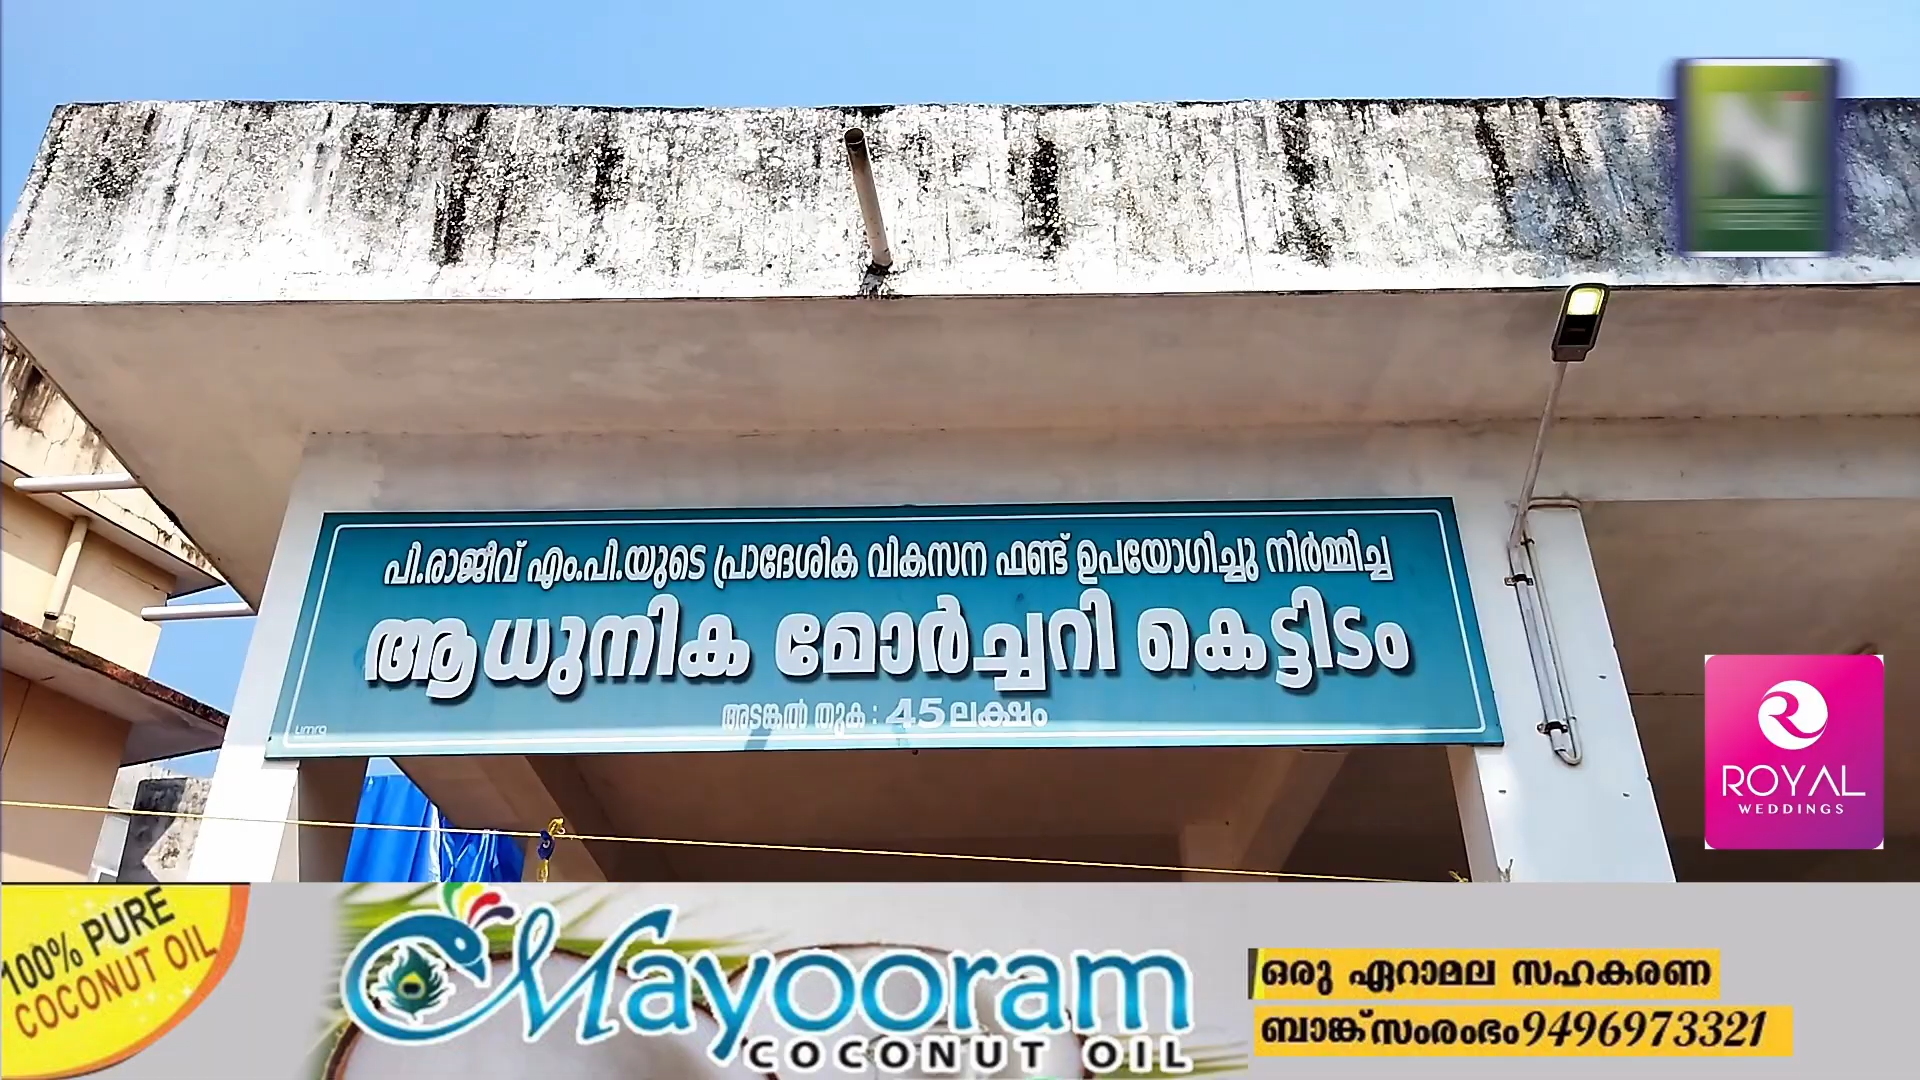 പി.രാജീവ് എം.പി.യുടെ പ്രാദേശിക വികസന ഫണ്ട് ഉപയോഗിച്ചു നിർമ്മിച്ച
ആധുനിക മോർച്ചറി കെട്ടിടം
അടങ്കൽ തുക : 45 ലക്ഷം
umra
ROYAL
WEDDINGS
100% PURE
COCONUT OIL
Mayooram
COCONUT OIL
ഒരു ഏറാമല സഹകരണ
ബാങ്ക് സംരംഭം 9496973321